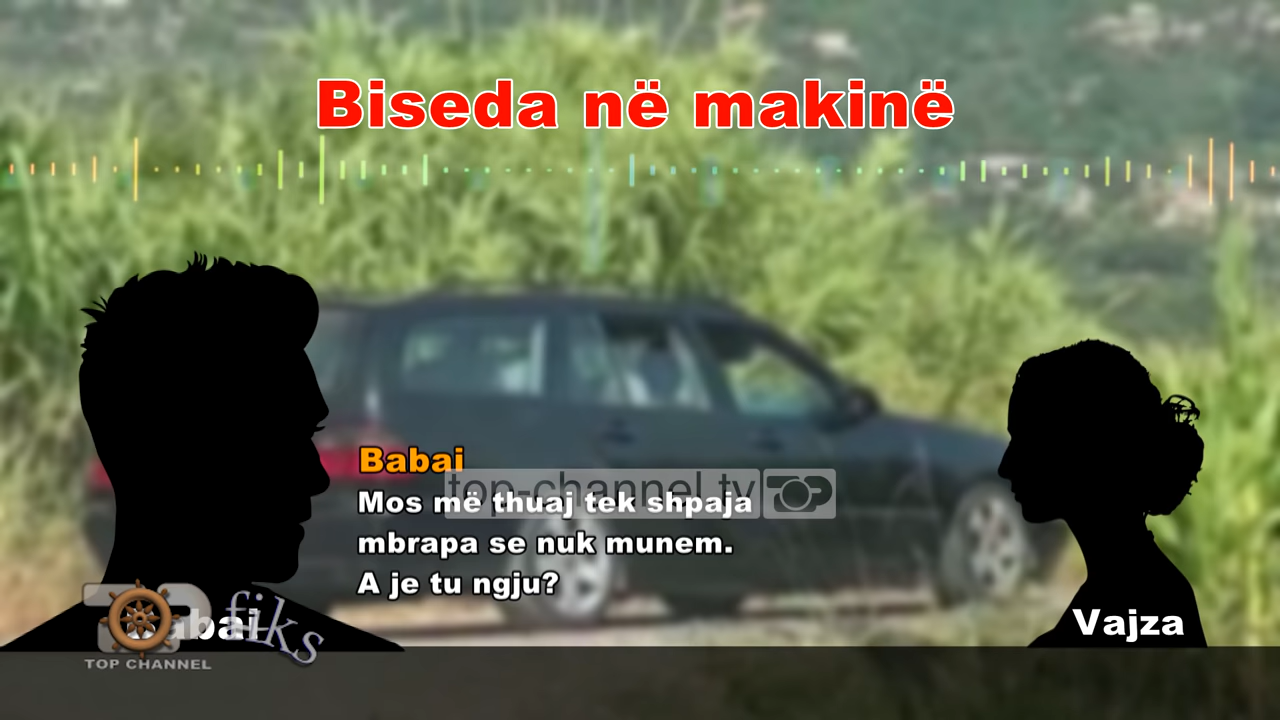 Biseda në makinë
Babai
top-channel.tv
Mos më thuaj tek shpaja
mbrapa se nuk munem.
A je tu ngju?
Babai
fiks
Vajza
TOP CHANNEL